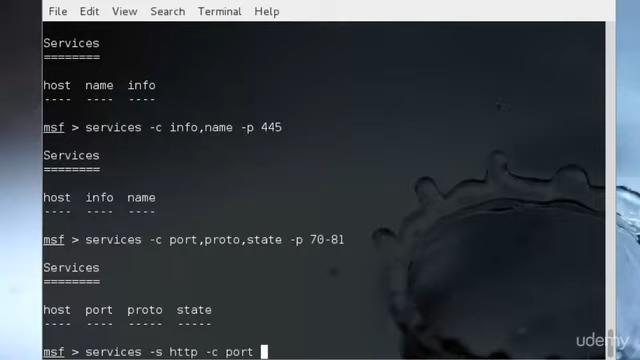 File Edit View Search Terminal Help
Services
========
host name info
---- ---- ----
msf > services -c info,name -p 445
Services
========
host info name
---- ---- ----
msf > services -c port,proto,state -p 70-81
Services
========
host port proto state
---- ---- ----- -----
msf > services -s http -c port
udemy